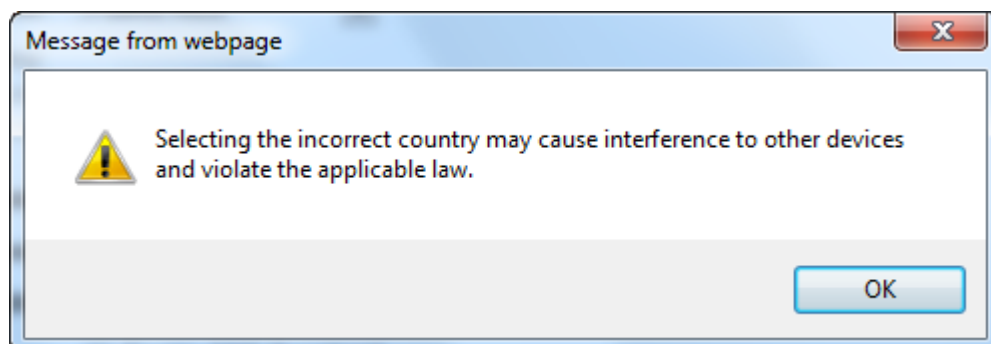 Message from webpage
Selecting the incorrect country may cause interference to other devices
and violate the applicable law.
OK